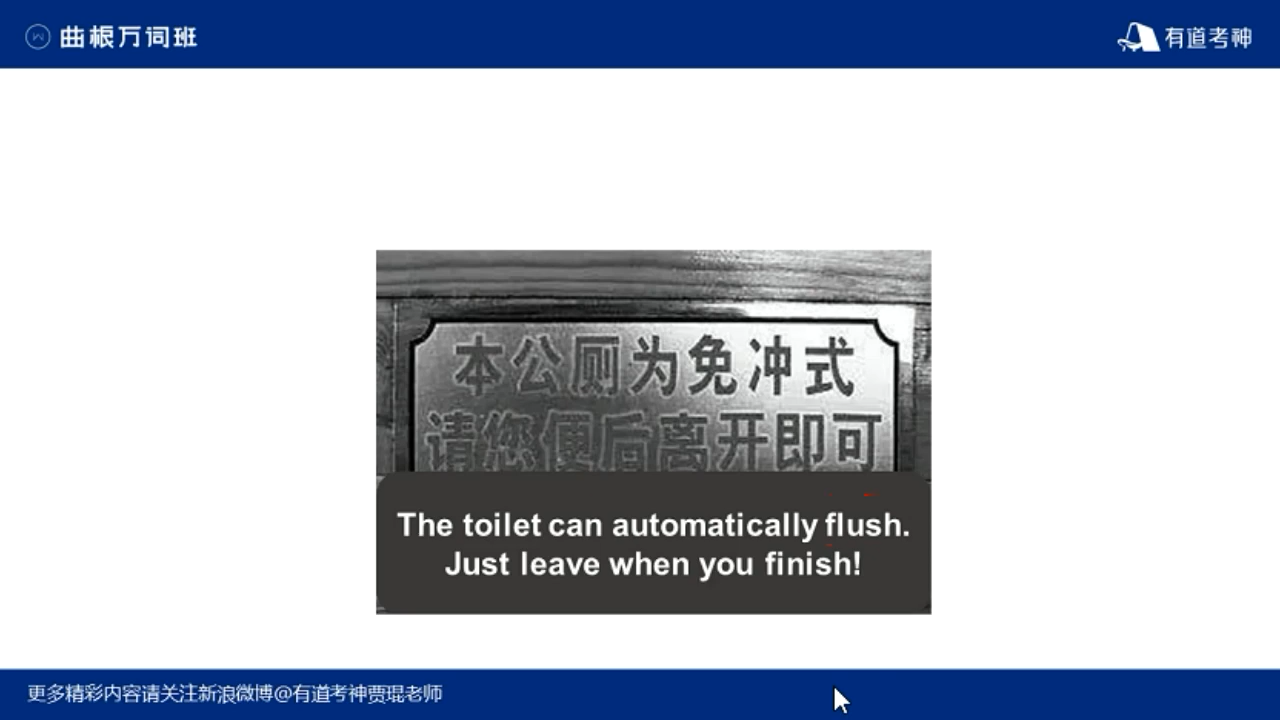 曲根万词班
有道考神
本公厕为免冲式
请您便后离开即可
The toilet can automatically flush.
Just leave when you finish!
更多精彩内容请关注新浪微博@有道考神贾琨老师